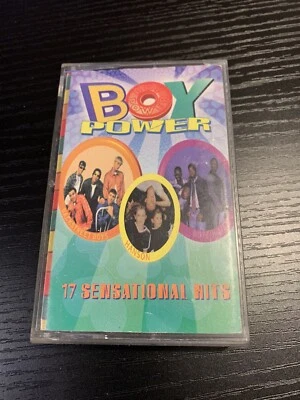 BOY
POWER
HANSON
17 SENSATIONAL HITS